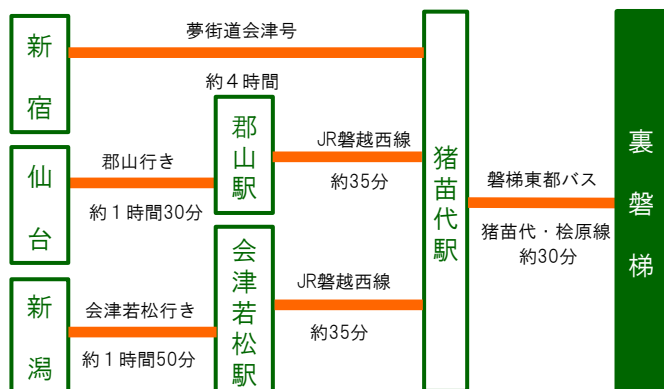 新宿
夢街道会津号
約４時間
仙台
郡山行き
約１時間30分
郡山駅
JR磐越西線
約35分
新潟
会津若松行き
約１時間50分
会津若松駅
JR磐越西線
約35分
猪苗代駅
磐梯東都バス
猪苗代・桧原線
約30分
裏磐梯